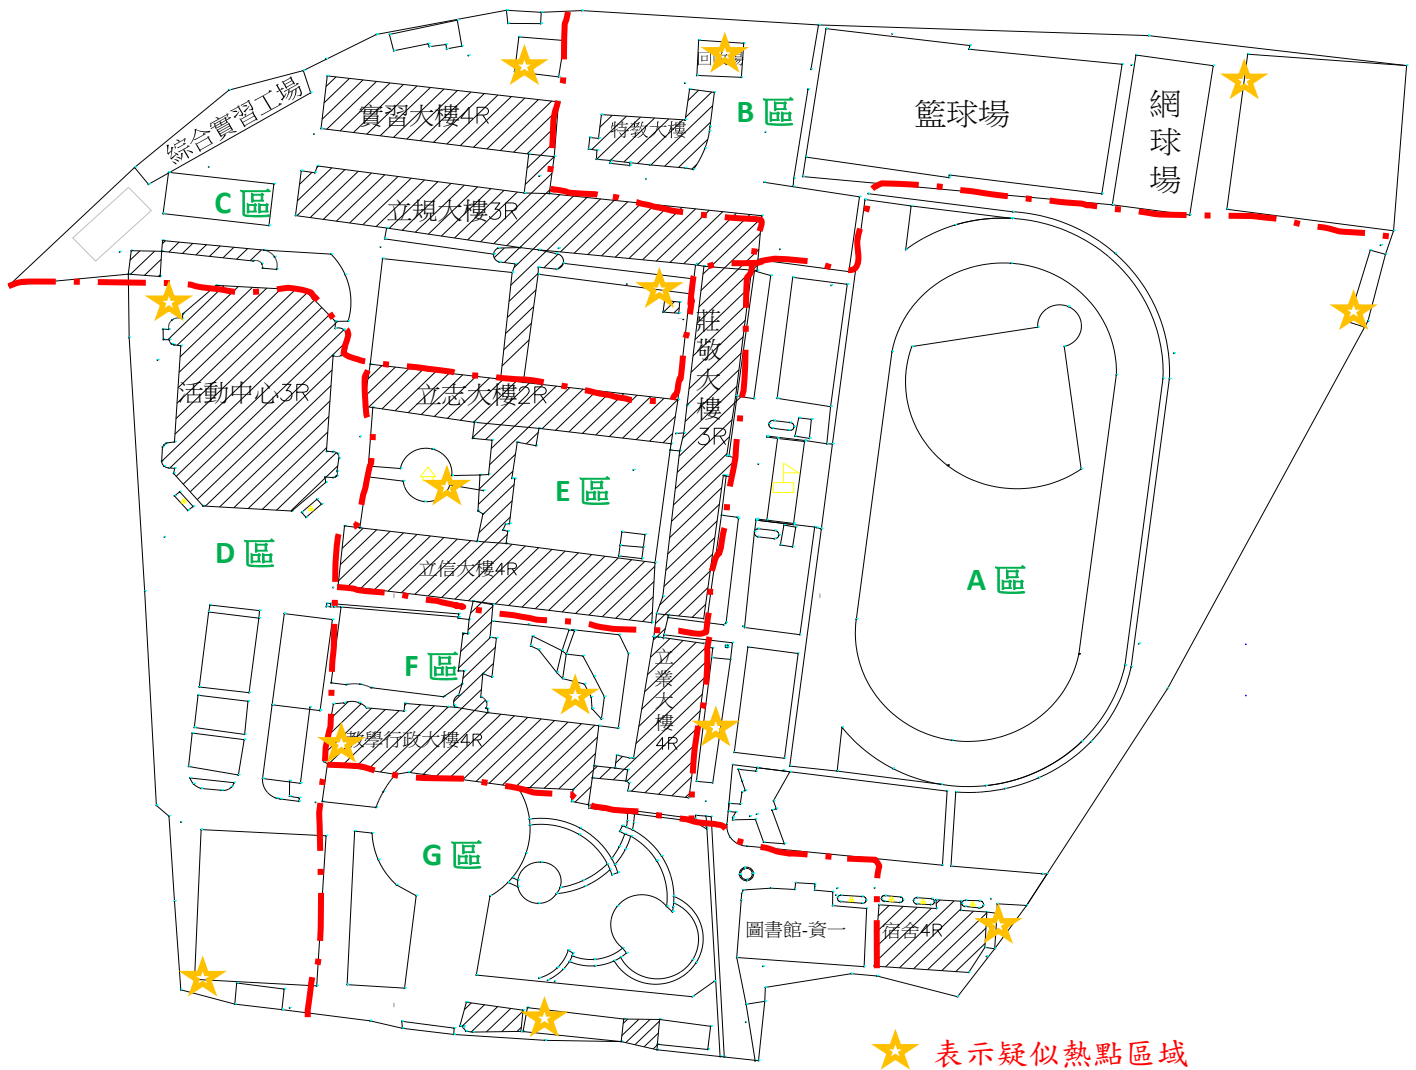 綜合實習工場
實習大樓4R
特教大樓
B 區
籃球場
網球場
C 區
立規大樓3R
活動中心3R
立志大樓2R
莊敬大樓3R
E 區
D 區
立信大樓4R
A 區
F 區
立業大樓4R
教學行政大樓4R
G 區
圖書館-資一
宿舍4R
表示疑似熱點區域